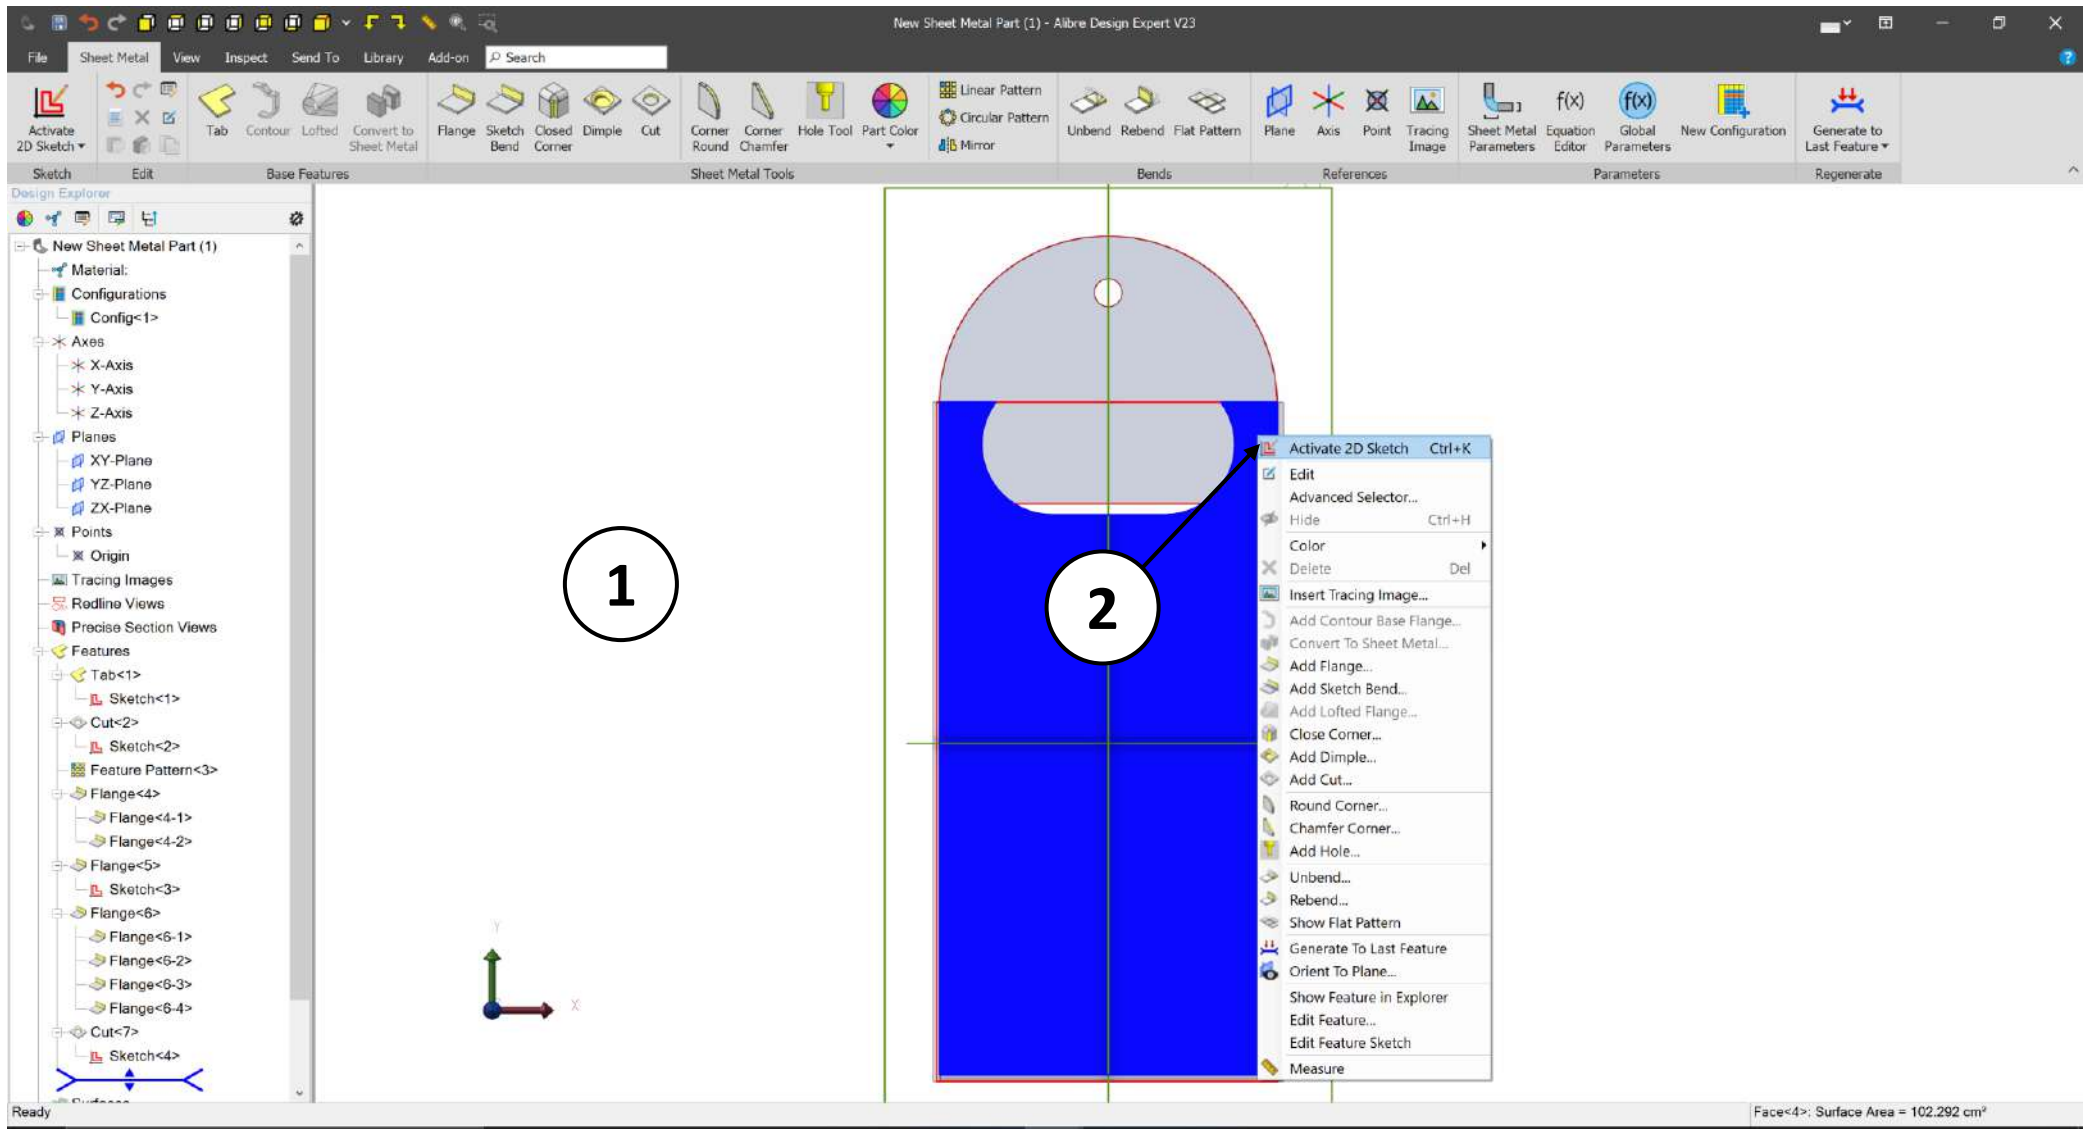 New Sheet Metal Part (1) - Alibre Design Expert V23
File Sheet Metal View Inspect Send To Library Add-on Search
Activate 2D Sketch
Tab Contour Lofted Convert to Sheet Metal
Flange Sketch Bend Closed Corner Dimple Cut
Corner Round Corner Chamfer Hole Tool Part Color
Linear Pattern
Circular Pattern
Mirror
Unbend Rebend Flat Pattern
Plane Axis Point Tracing Image
Sheet Metal Parameters Equation Editor Global Parameters New Configuration
f(x) f(x)
Generate to Last Feature
Sketch Edit Base Features Sheet Metal Tools Bends References Parameters Regenerate
Design Explorer
New Sheet Metal Part (1)
Material:
Configurations
Config<1>
Axes
X-Axis
Y-Axis
Z-Axis
Planes
XY-Plane
YZ-Plane
ZX-Plane
Points
Origin
Tracing Images
Redline Views
Precise Section Views
Features
Tab<1>
Sketch<1>
Cut<2>
Sketch<2>
Feature Pattern<3>
Flange<4>
Flange<4-1>
Flange<4-2>
Flange<5>
Sketch<3>
Flange<6>
Flange<6-1>
Flange<6-2>
Flange<6-3>
Flange<6-4>
Cut<7>
Sketch<4>
1
2
Y
X
Activate 2D Sketch Ctrl+K
Edit
Advanced Selector...
Hide Ctrl+H
Color
Delete Del
Insert Tracing Image...
Add Contour Base Flange...
Convert To Sheet Metal...
Add Flange...
Add Sketch Bend...
Add Lofted Flange...
Close Corner...
Add Dimple...
Add Cut...
Round Corner...
Chamfer Corner...
Add Hole...
Unbend...
Rebend...
Show Flat Pattern
Generate To Last Feature
Orient To Plane...
Show Feature in Explorer
Edit Feature...
Edit Feature Sketch
Measure
Ready
Face<4>: Surface Area = 102.292 cm²